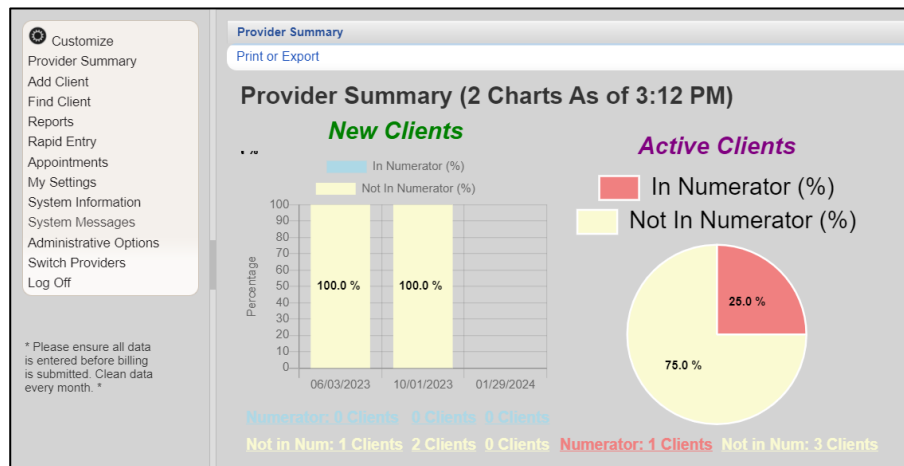 Customize
Provider Summary
Add Client
Find Client
Reports
Rapid Entry
Appointments
My Settings
System Information
System Messages
Administrative Options
Switch Providers
Log Off
* Please ensure all data
is entered before billing
is submitted. Clean data
every month. *
Provider Summary
Print or Export
Provider Summary (2 Charts As of 3:12 PM)
New Clients
In Numerator (%)
Not In Numerator (%)
Percentage
100
90
80
70
60
50
40
30
20
10
0
100.0 %
100.0 %
06/03/2023
10/01/2023
01/29/2024
Numerator: 0 Clients 0 Clients 0 Clients
Not in Num: 1 Clients 2 Clients 0 Clients
Active Clients
In Numerator (%)
Not In Numerator (%)
25.0 %
75.0 %
Numerator: 1 Clients Not in Num: 3 Clients